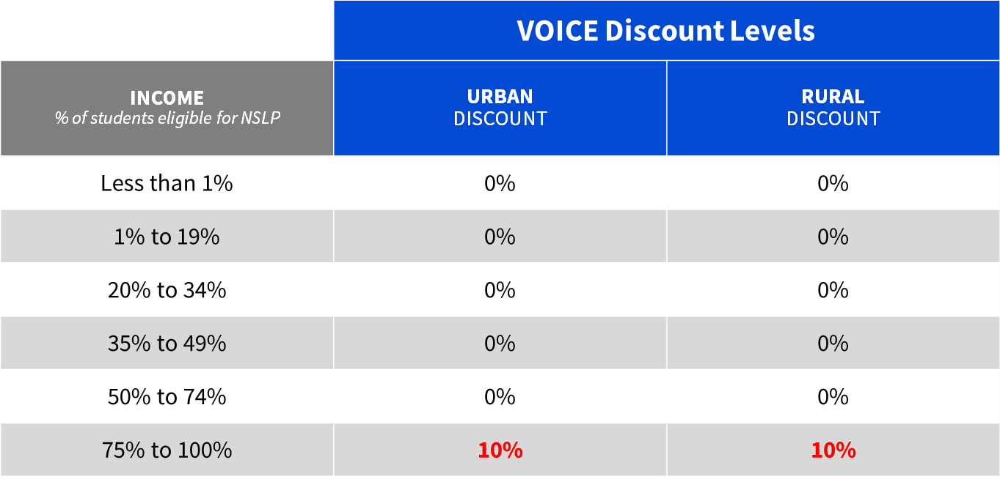 VOICE Discount Levels
INCOME
% of students eligible for NSLP
URBAN
DISCOUNT
RURAL
DISCOUNT
Less than 1% 0% 0%
1% to 19% 0% 0%
20% to 34% 0% 0%
35% to 49% 0% 0%
50% to 74% 0% 0%
75% to 100% 10% 10%